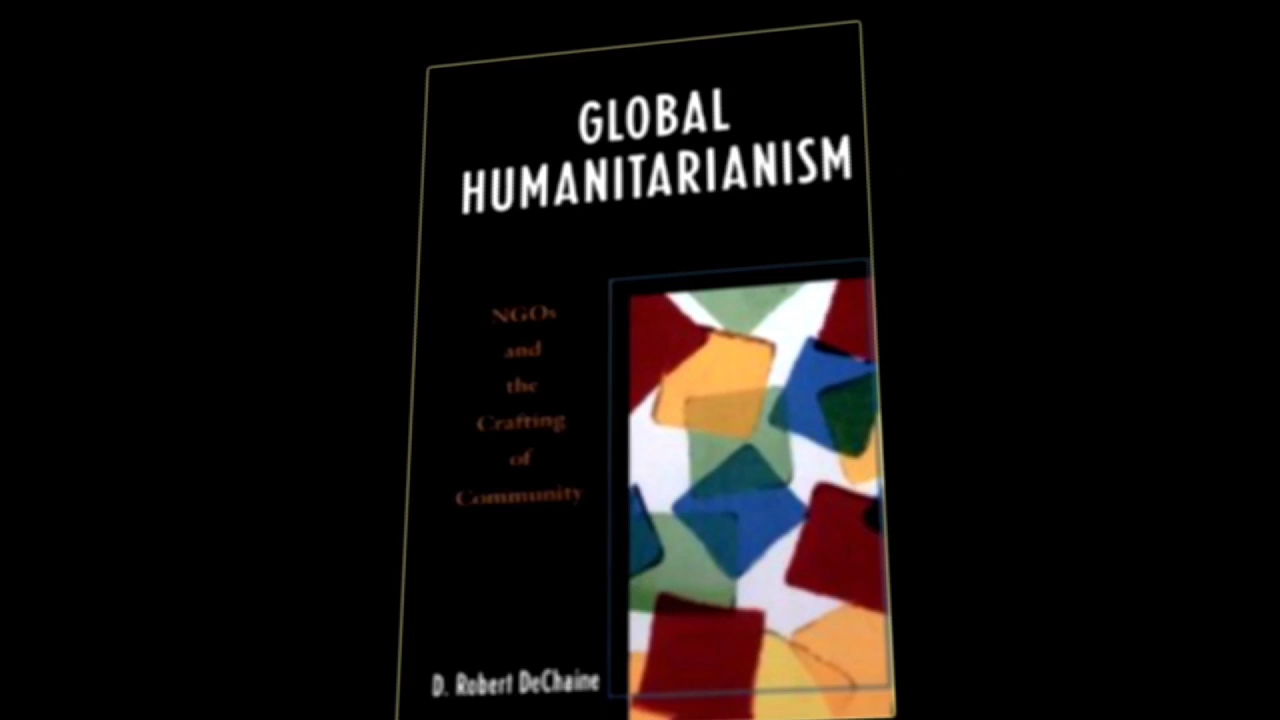 GLOBAL
HUMANITARIANISM
NGOs
and
the
Crafting
of
Community
D. Robert DeChaine